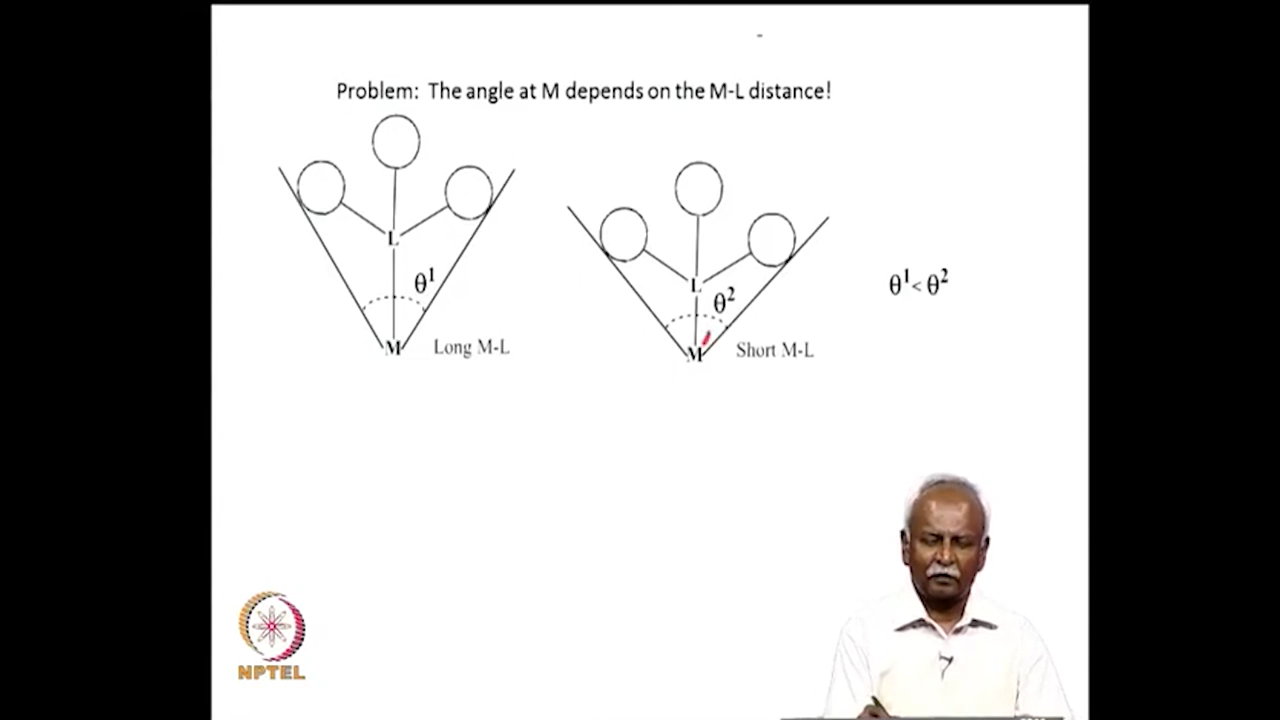 Problem: The angle at M depends on the M-L distance!
L
θ¹
M Long M-L
L
θ²
M Short M-L
θ¹ < θ²
NPTEL